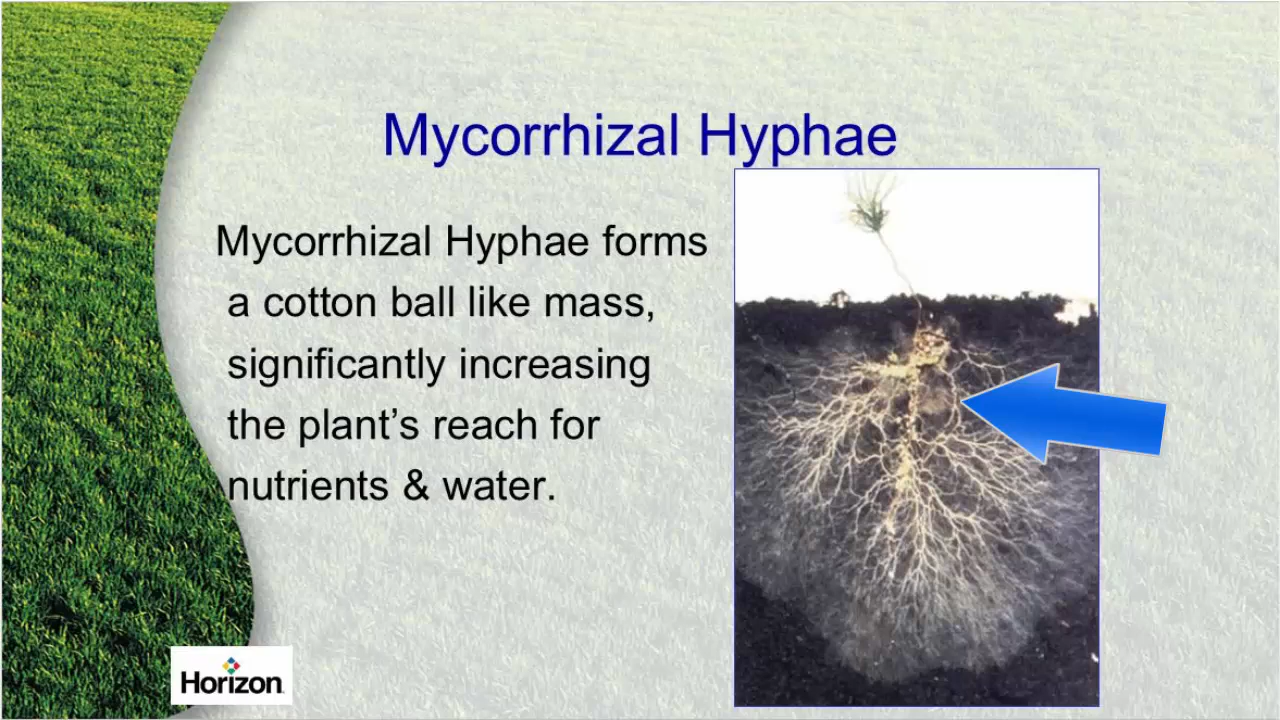 Mycorrhizal Hyphae
Mycorrhizal Hyphae forms
a cotton ball like mass,
significantly increasing
the plant’s reach for
nutrients & water.
Horizon